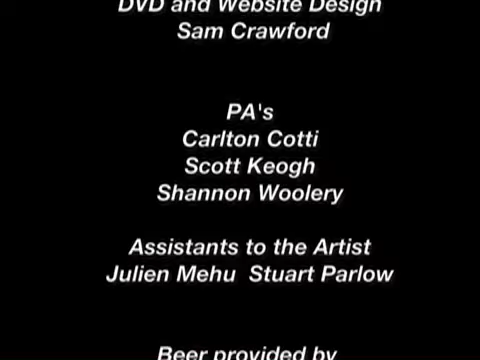 DVD and Website Design
Sam Crawford
PA's
Carlton Cotti
Scott Keogh
Shannon Woolery
Assistants to the Artist
Julien Mehu  Stuart Parlow
Beer provided by